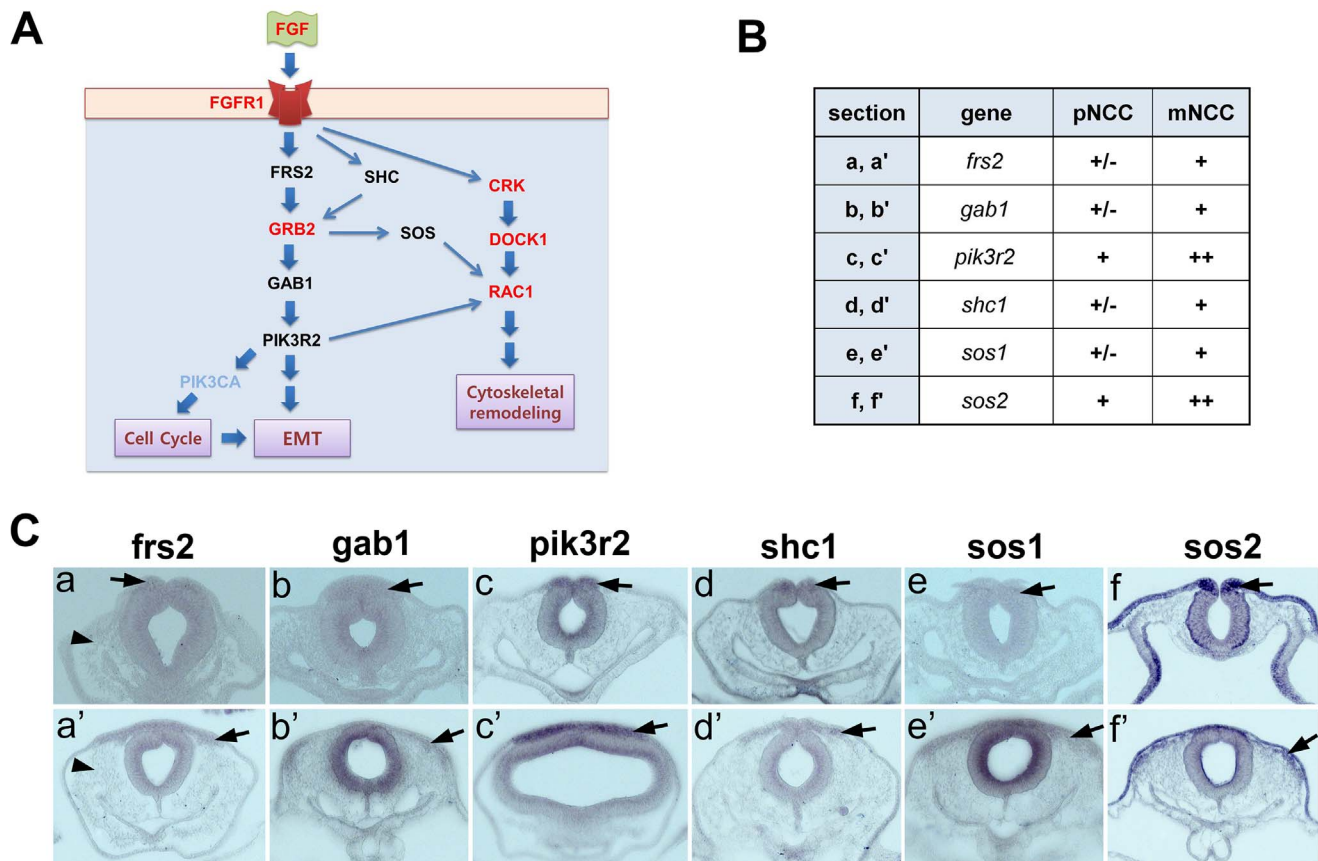 A
FGF
FGFR1
FRS2
SHC
CRK
GRB2
SOS
DOCK1
GAB1
RAC1
PIK3R2
PIK3CA
Cytoskeletal
remodeling
Cell Cycle
EMT
B
section gene pNCC mNCC
a, a' frs2 +/- +
b, b' gab1 +/- +
c, c' pik3r2 + ++
d, d' shc1 +/- +
e, e' sos1 +/- +
f, f' sos2 + ++
C
frs2 gab1 pik3r2 shc1 sos1 sos2
a b c d e f
a' b' c' d' e' f'